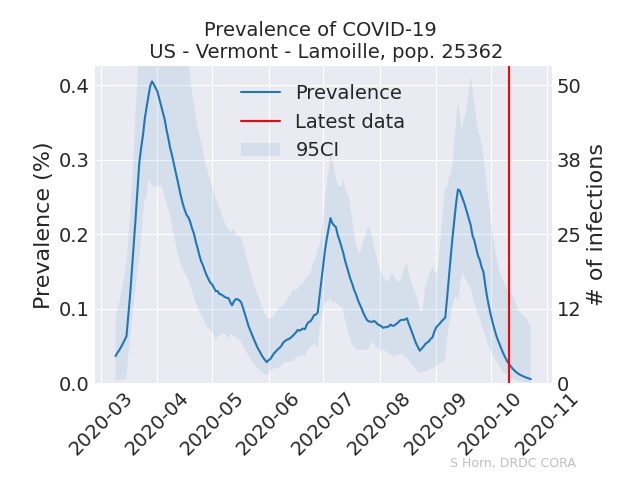 Prevalence of COVID-19
US - Vermont - Lamoille, pop. 25362
Prevalence
Latest data
95CI
Prevalence (%)
0.4
0.3
0.2
0.1
0.0
# of infections
50
38
25
12
0
2020-03
2020-04
2020-05
2020-06
2020-07
2020-08
2020-09
2020-10
2020-11
S Horn, DRDC CORA